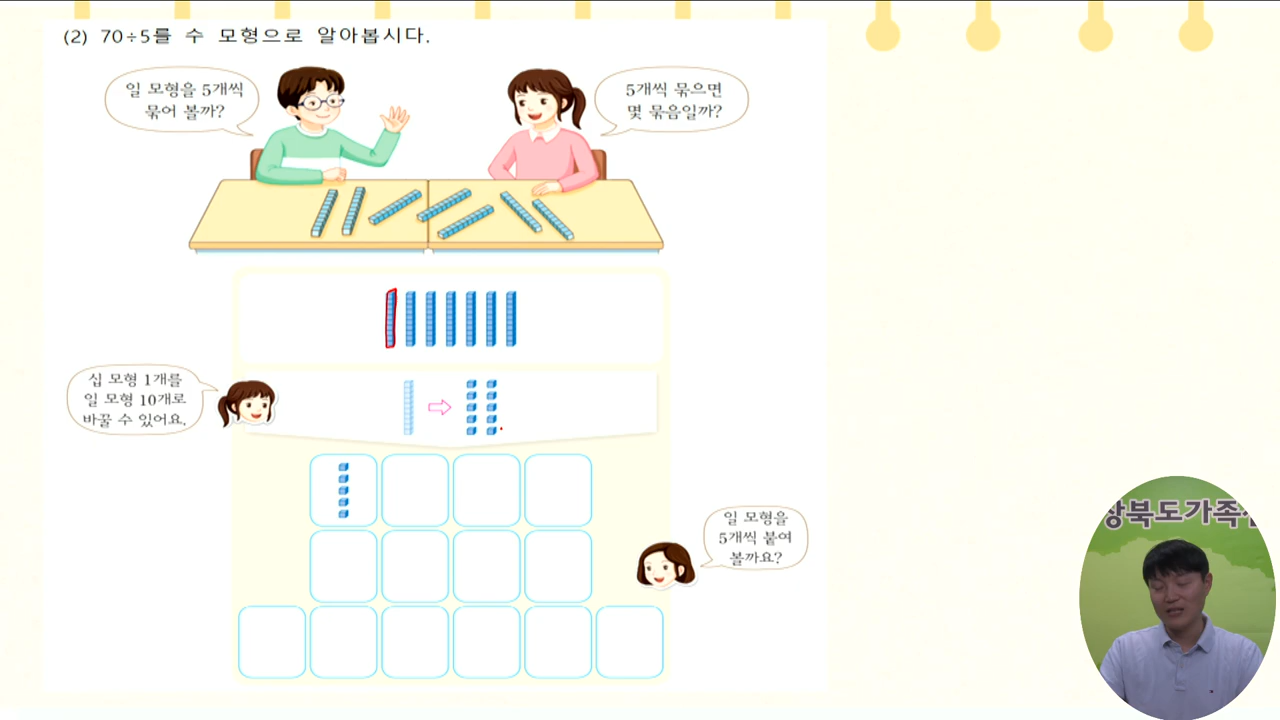 (2) 70÷5를 수 모형으로 알아봅시다.
일 모형을 5개씩
묶어 볼까?
5개씩 묶으면
몇 묶음일까?
십 모형 1개를
일 모형 10개로
바꿀 수 있어요.
일 모형을
5개씩 붙여
볼까요?
북도가족